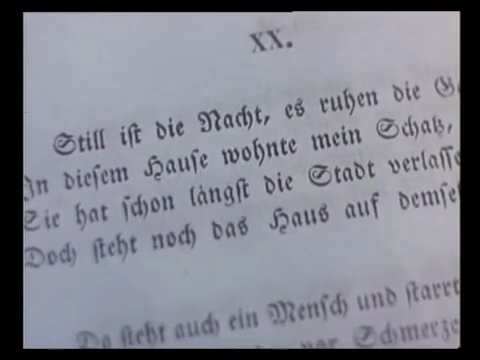 XX.
Still ist die Nacht, es ruhen die
In diesem Hause wohnte mein Schatz,
Sie hat schon längst die Stadt
Doch steht noch das Haus auf
Da steht auch ein Mensch und starrt
vor